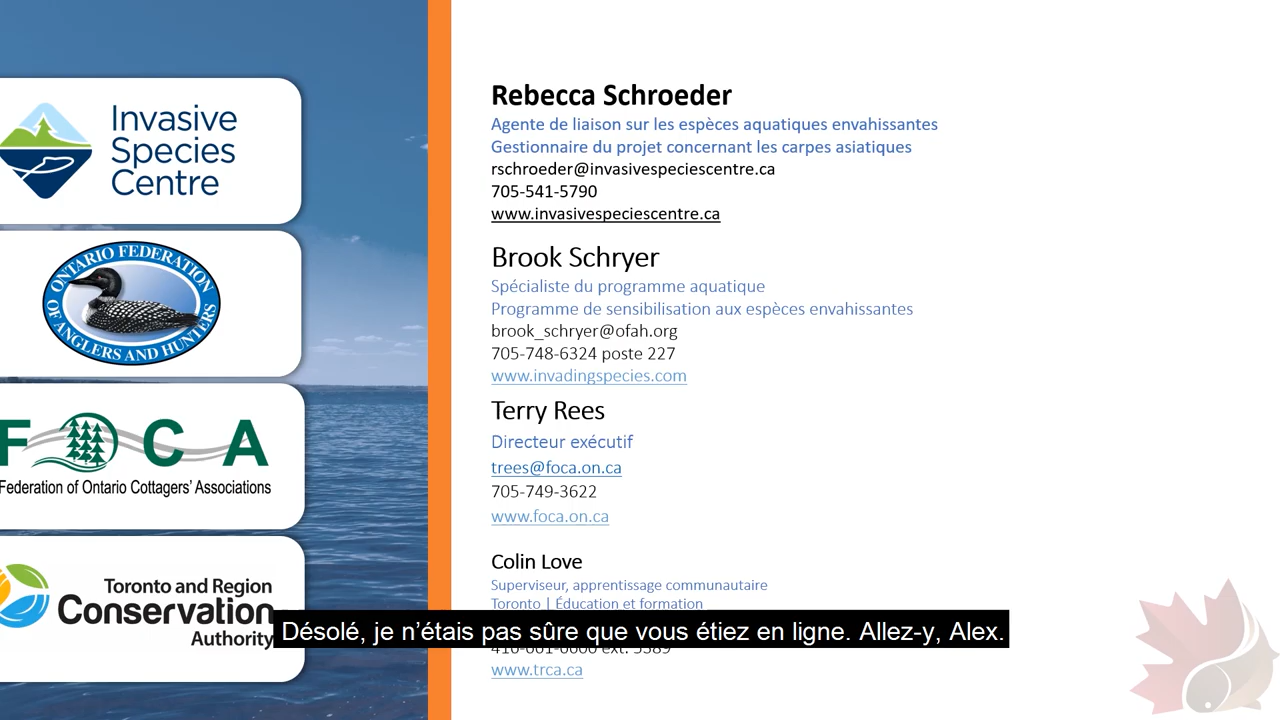 Invasive
Species
Centre
ONTARIO FEDERATION
OF ANGLERS AND HUNTERS
FOCA
Federation of Ontario Cottagers' Associations
Toronto and Region
Conservation
Authority
Rebecca Schroeder
Agente de liaison sur les espèces aquatiques envahissantes
Gestionnaire du projet concernant les carpes asiatiques
rschroeder@invasivespeciescentre.ca
705-541-5790
www.invasivespeciescentre.ca
Brook Schryer
Spécialiste du programme aquatique
Programme de sensibilisation aux espèces envahissantes
brook_schryer@ofah.org
705-748-6324 poste 227
www.invadingspecies.com
Terry Rees
Directeur exécutif
trees@foca.on.ca
705-749-3622
www.foca.on.ca
Colin Love
Superviseur, apprentissage communautaire
Toronto | Éducation et formation
Désolé, je n'étais pas sûre que vous étiez en ligne. Allez-y, Alex.
www.trca.ca